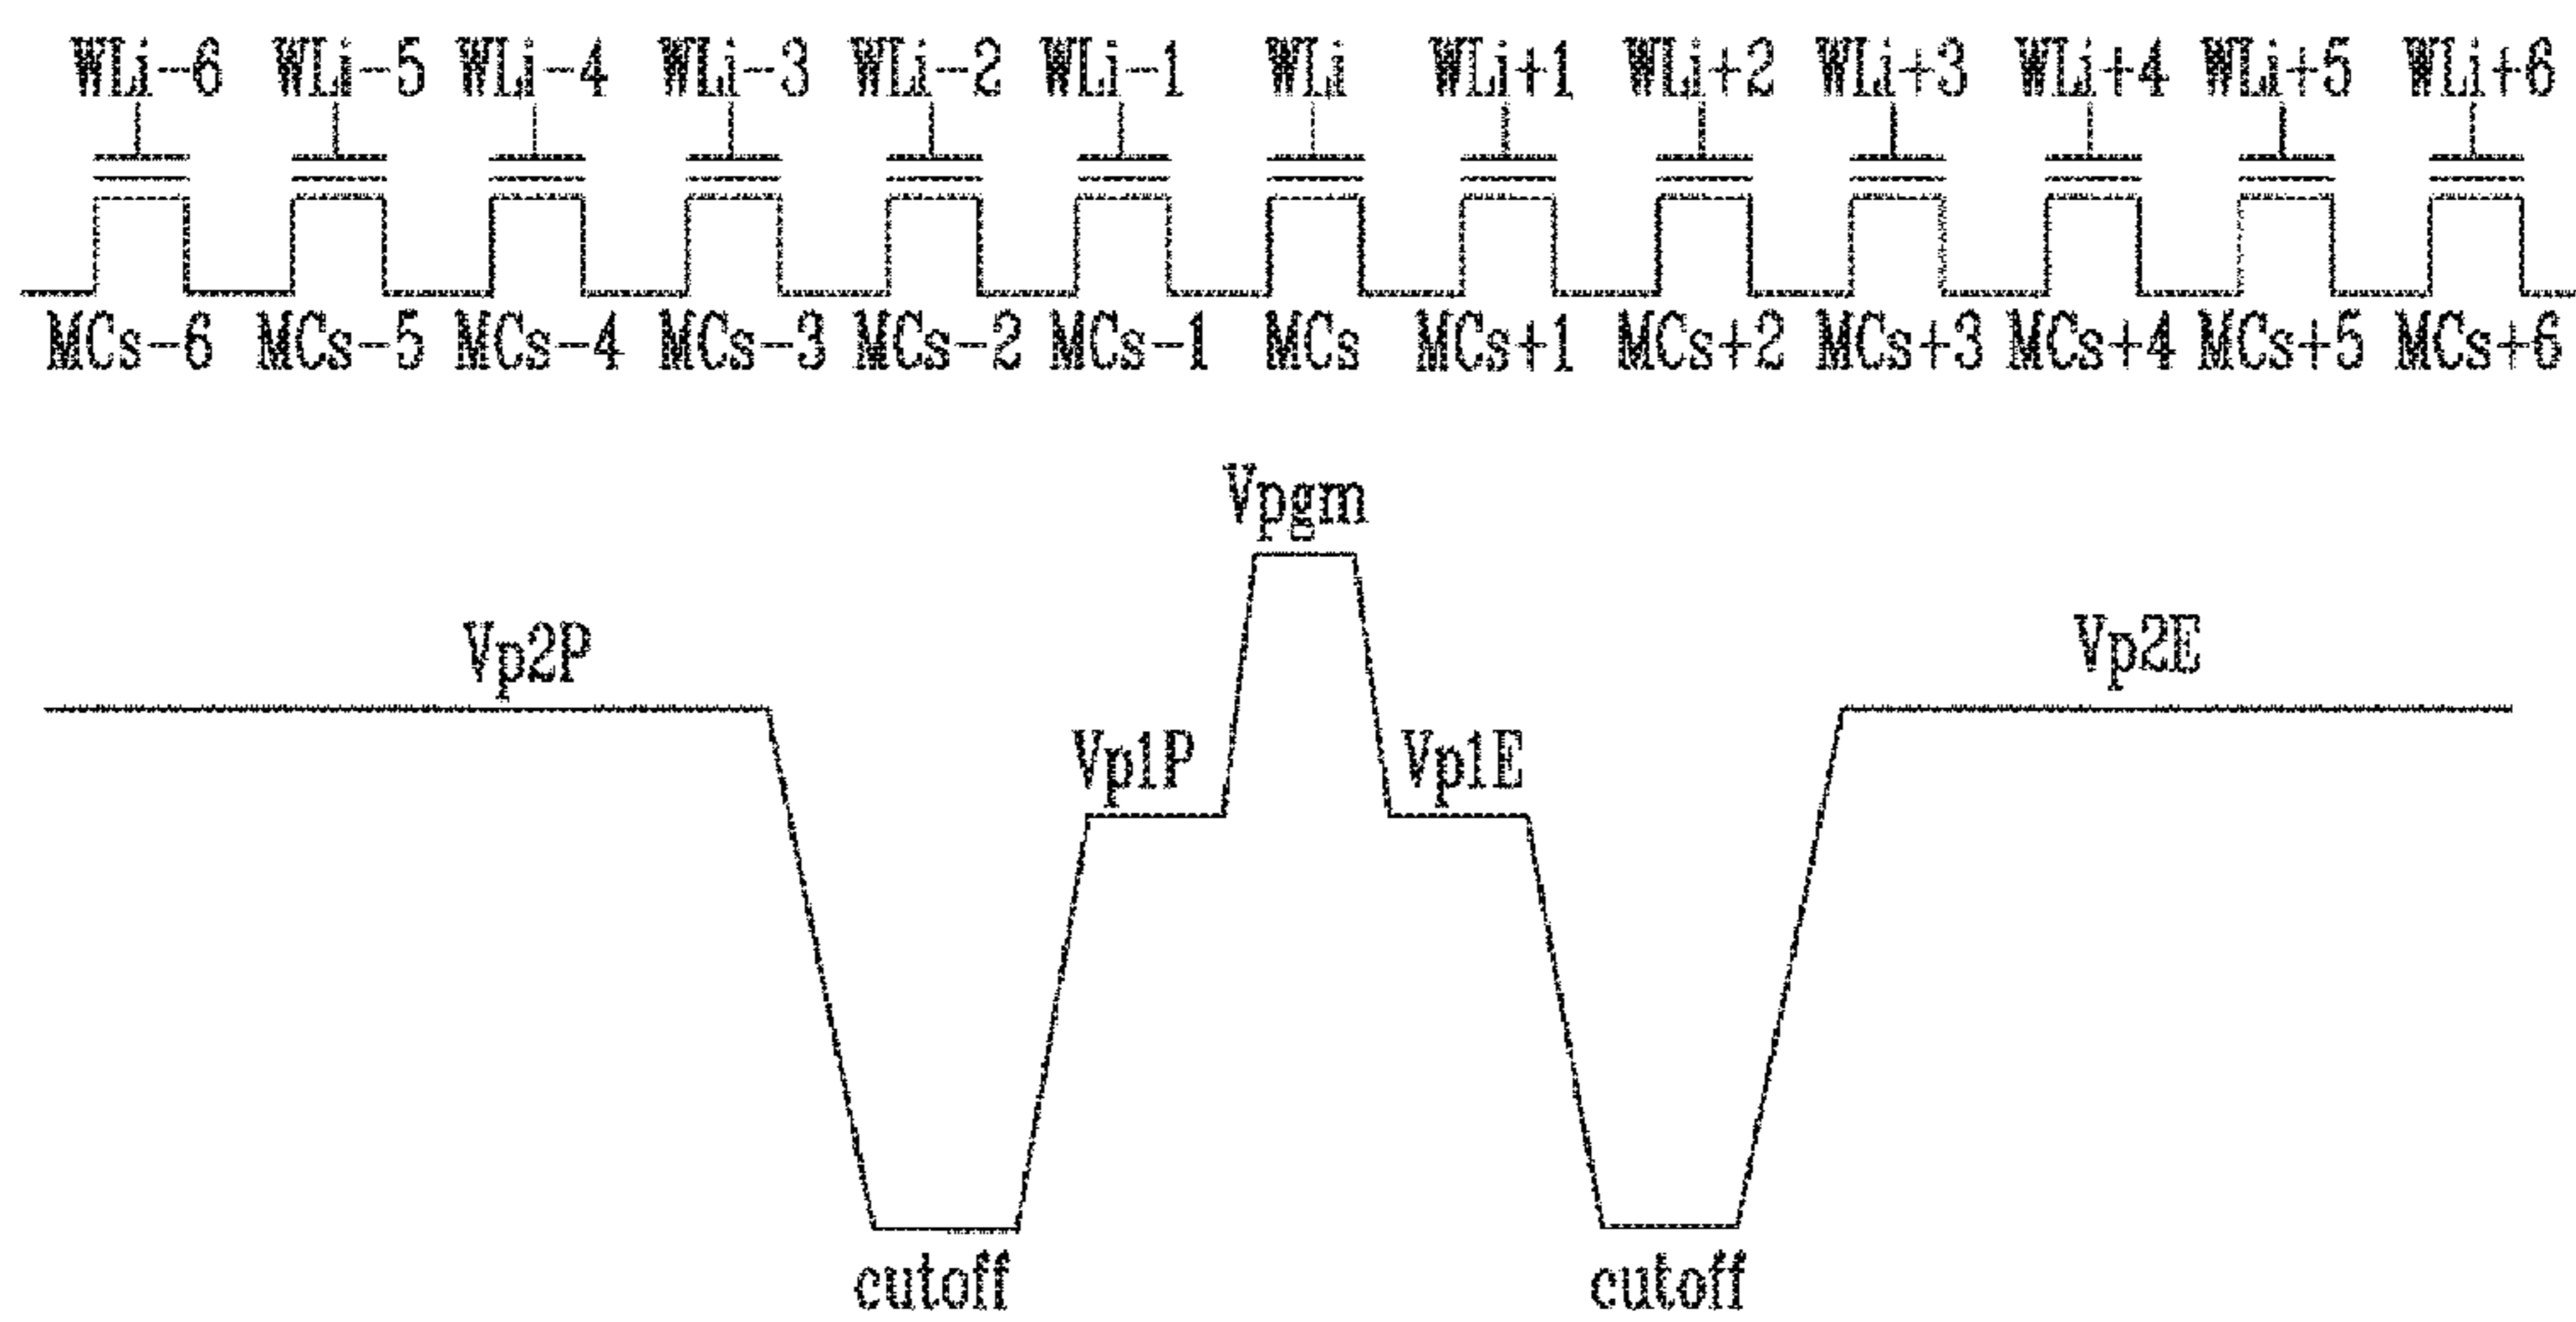 WLi-6 WLi-5 WLi-4 WLi-3 WLi-2 WLi-1 WLi WLi+1 WLi+2 WLi+3 WLi+4 WLi+5 WLi+6
MCs-6 MCs-5 MCs-4 MCs-3 MCs-2 MCs-1 MCs MCs+1 MCs+2 MCs+3 MCs+4 MCs+5 MCs+6
Vpgm
Vp2P Vp2E
Vp1P Vp1E
cutoff cutoff